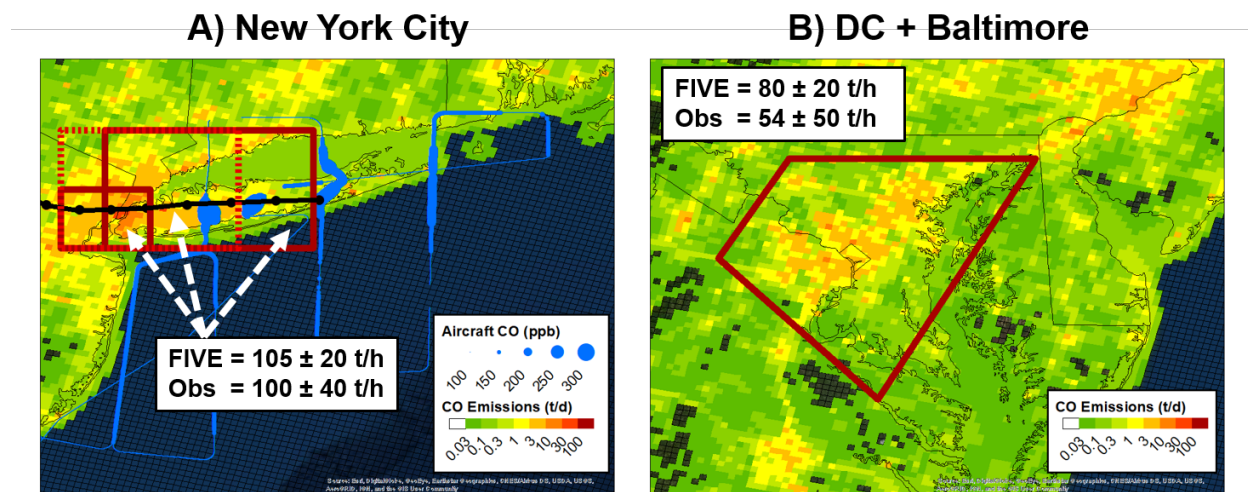 A) New York City
B) DC + Baltimore
FIVE = 105 ± 20 t/h
Obs = 100 ± 40 t/h
Aircraft CO (ppb)
100 150 200 250 300
CO Emissions (t/d)
0.03 0.1 0.3 1 3 10 30 100
FIVE = 80 ± 20 t/h
Obs = 54 ± 50 t/h
CO Emissions (t/d)
0.03 0.1 0.3 1 3 10 30 100